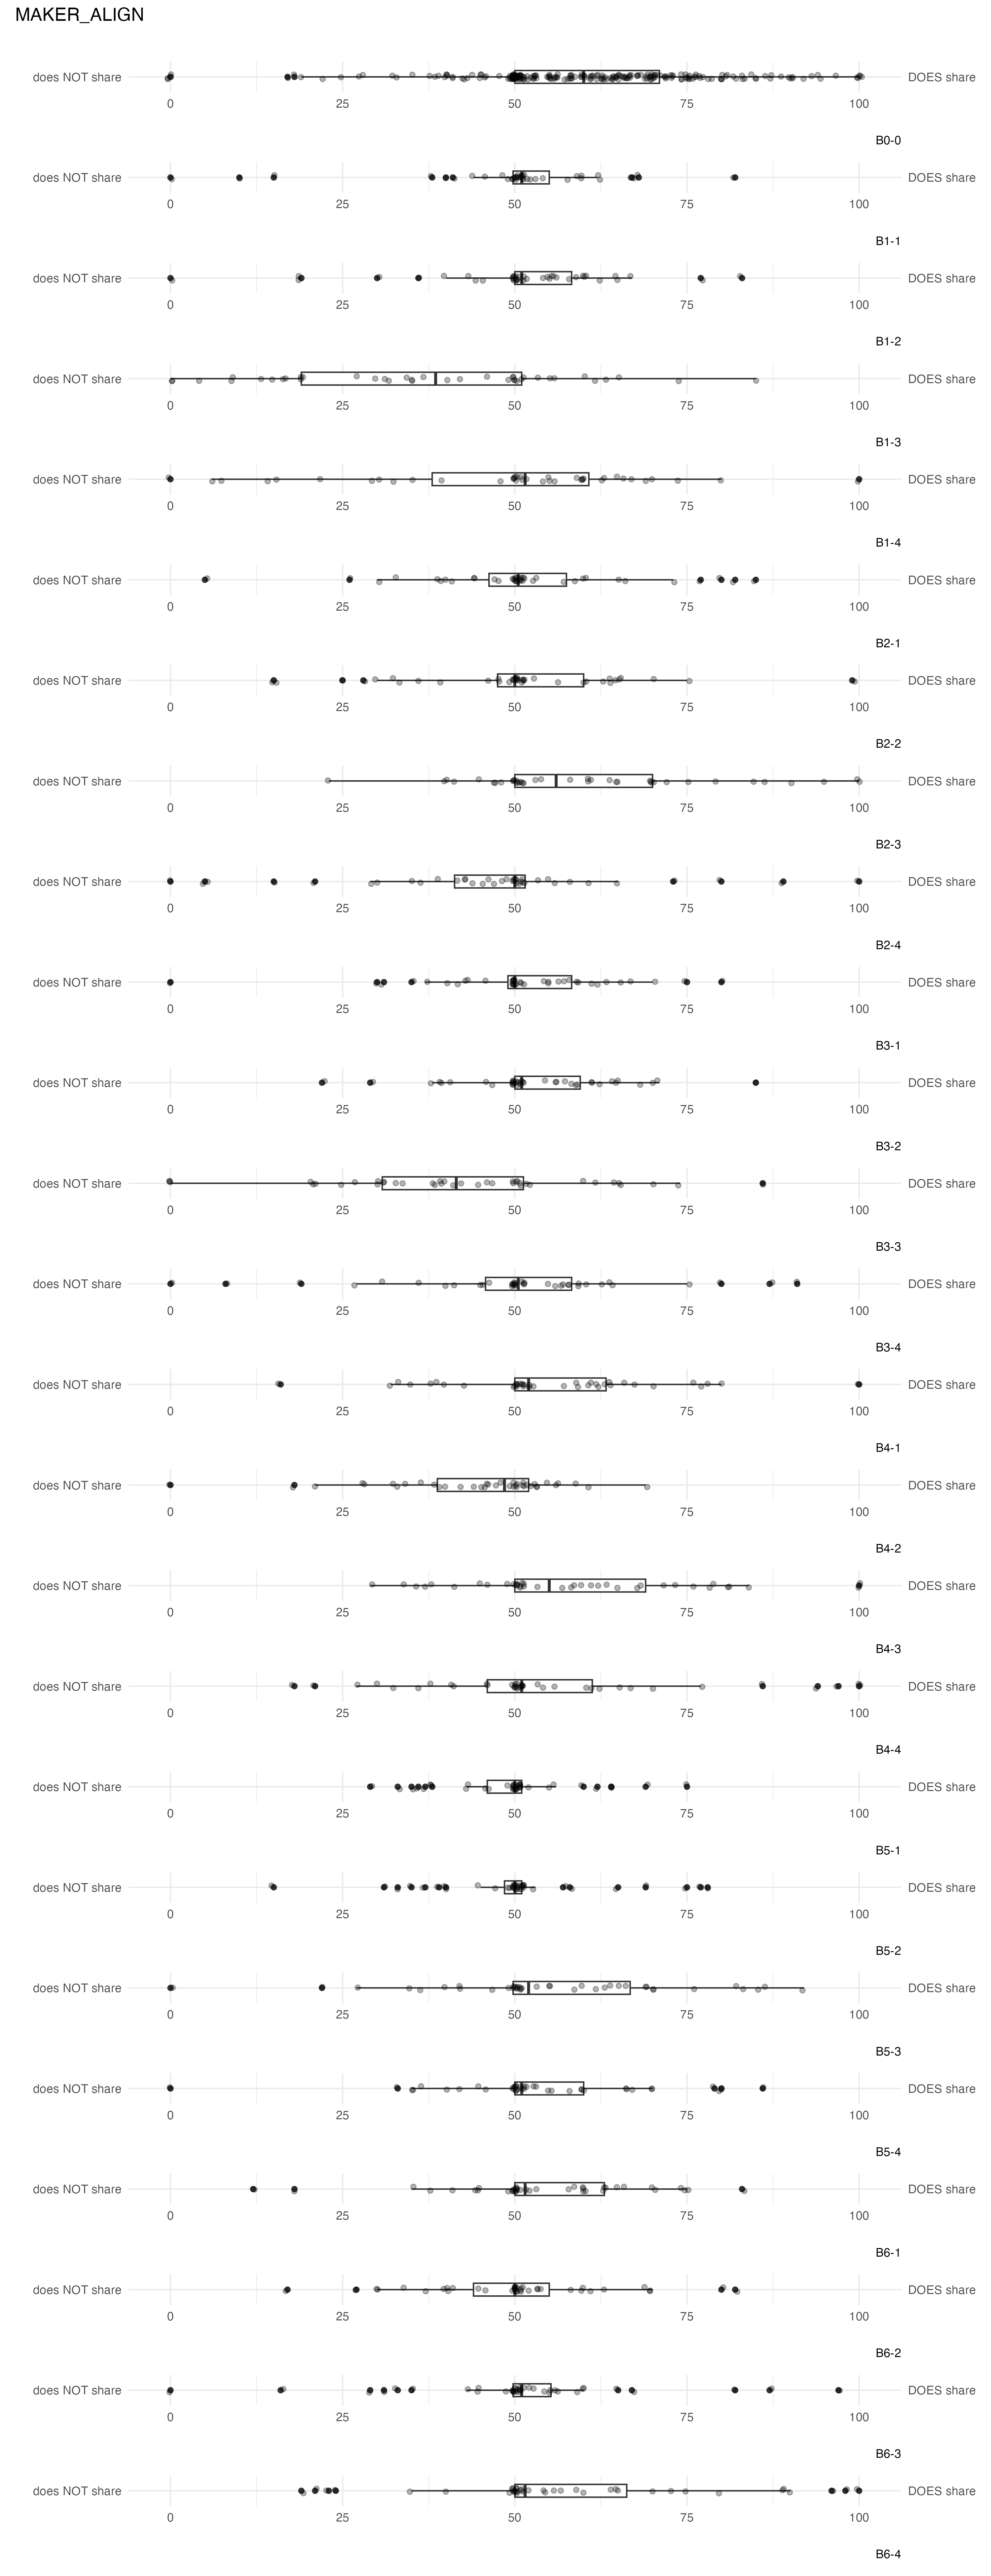 MAKER_ALIGN
does NOT share DOES share
0 25 50 75 100
B0-0
does NOT share DOES share
0 25 50 75 100
B1-1
does NOT share DOES share
0 25 50 75 100
B1-2
does NOT share DOES share
0 25 50 75 100
B1-3
does NOT share DOES share
0 25 50 75 100
B1-4
does NOT share DOES share
0 25 50 75 100
B2-1
does NOT share DOES share
0 25 50 75 100
B2-2
does NOT share DOES share
0 25 50 75 100
B2-3
does NOT share DOES share
0 25 50 75 100
B2-4
does NOT share DOES share
0 25 50 75 100
B3-1
does NOT share DOES share
0 25 50 75 100
B3-2
does NOT share DOES share
0 25 50 75 100
B3-3
does NOT share DOES share
0 25 50 75 100
B3-4
does NOT share DOES share
0 25 50 75 100
B4-1
does NOT share DOES share
0 25 50 75 100
B4-2
does NOT share DOES share
0 25 50 75 100
B4-3
does NOT share DOES share
0 25 50 75 100
B4-4
does NOT share DOES share
0 25 50 75 100
B5-1
does NOT share DOES share
0 25 50 75 100
B5-2
does NOT share DOES share
0 25 50 75 100
B5-3
does NOT share DOES share
0 25 50 75 100
B5-4
does NOT share DOES share
0 25 50 75 100
B6-1
does NOT share DOES share
0 25 50 75 100
B6-2
does NOT share DOES share
0 25 50 75 100
B6-3
does NOT share DOES share
0 25 50 75 100
B6-4